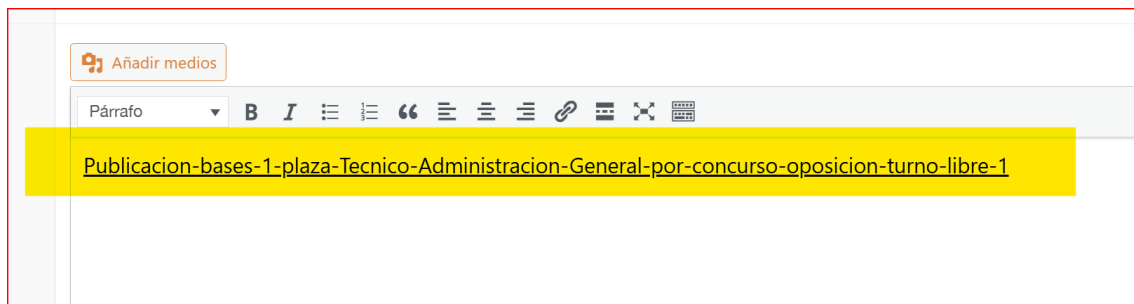 Añadir medios
Párrafo B I
Publicacion-bases-1-plaza-Tecnico-Administracion-General-por-concurso-oposicion-turno-libre-1